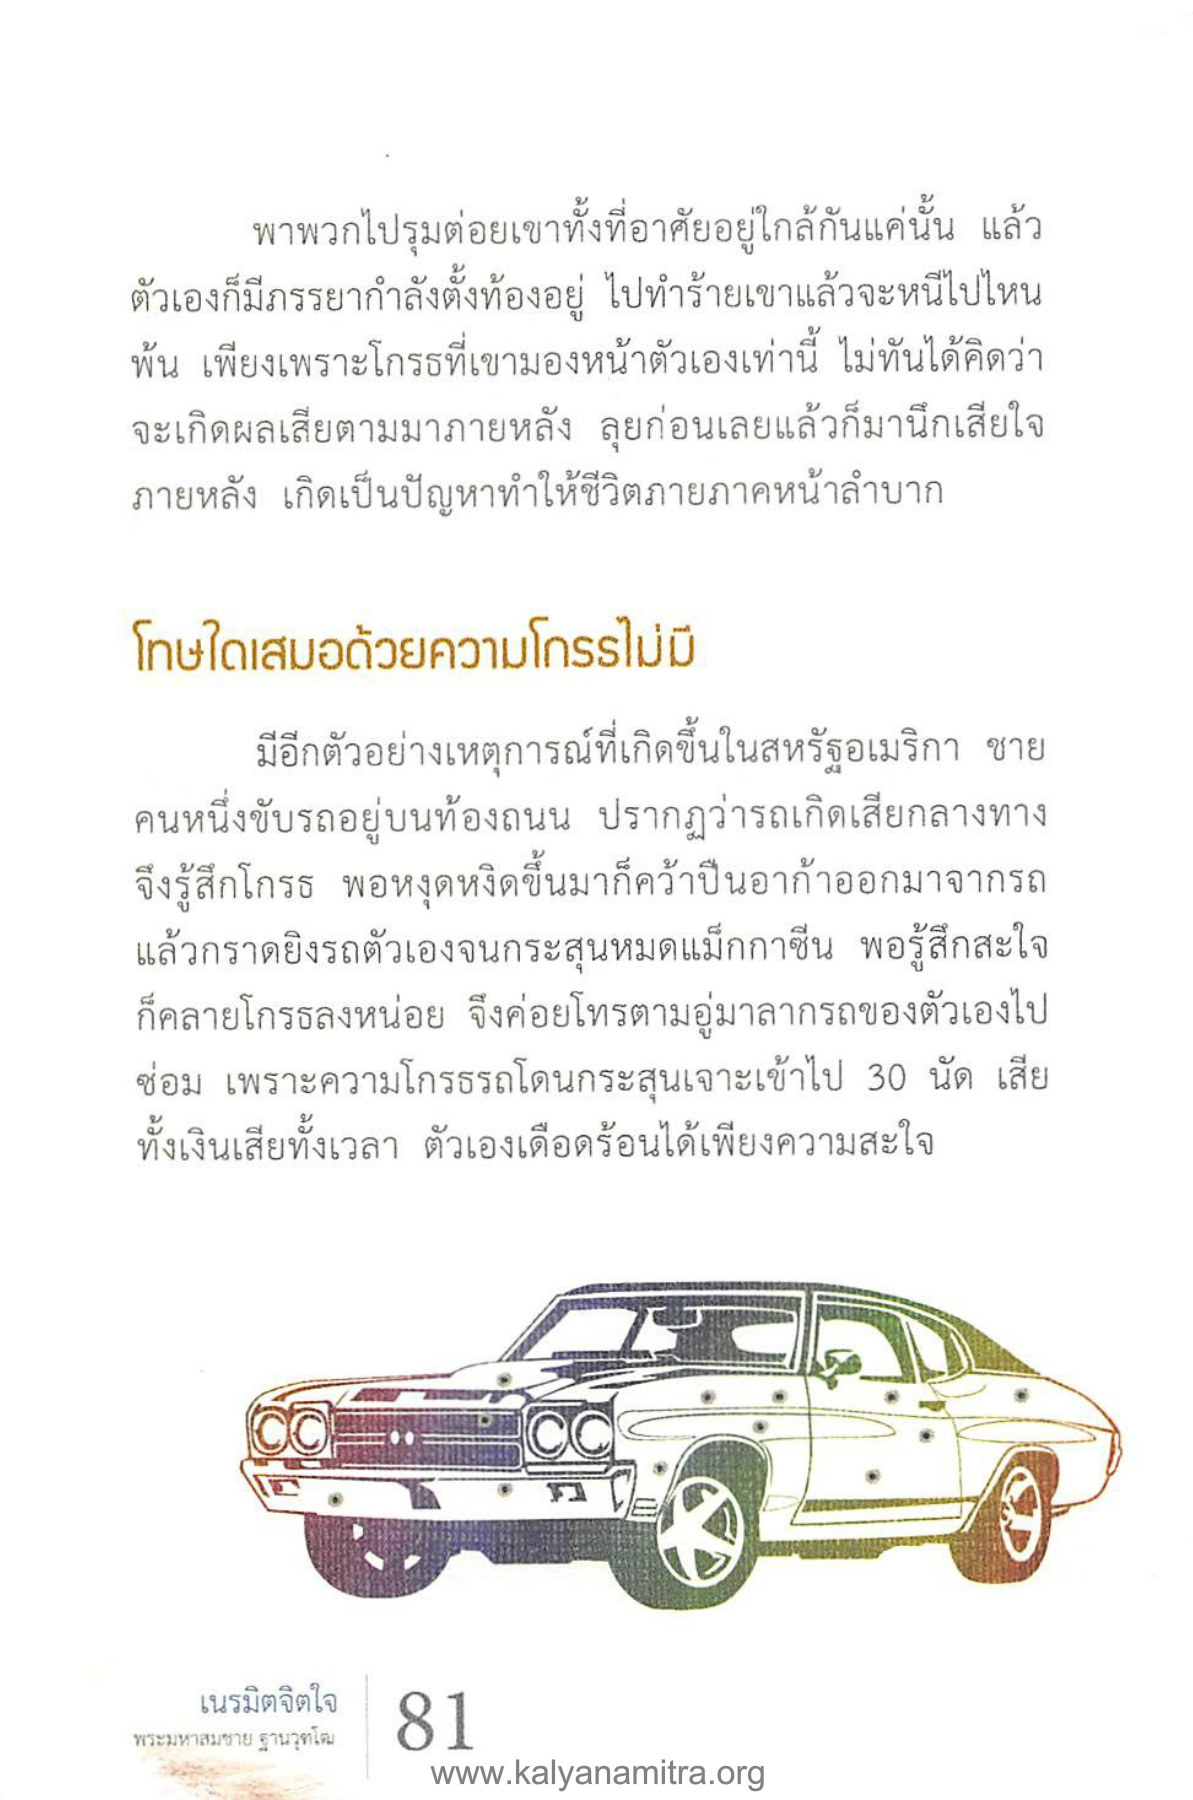 พาพวกไปรุมต่อยเขาทั้งที่อาศัยอยู่ใกล้กันแค่นั้น แล้ว
ตัวเองก็มีภรรยากำลังตั้งท้องอยู่ ไปทำร้ายเขาแล้วจะหนีไปไหน
พ้น เพียงเพราะโกรธที่เขามองหน้าตัวเองเท่านี้ ไม่ทันได้คิดว่า
จะเกิดผลเสียตามมาภายหลัง ลุยก่อนเลยแล้วก็มานึกเสียใจ
ภายหลัง เกิดเป็นปัญหาทำให้ชีวิตภายภาคหน้าลำบาก
โทษใดเสมอด้วยความโกรธไม่มี
มีอีกตัวอย่างเหตุการณ์ที่เกิดขึ้นในสหรัฐอเมริกา ชาย
คนหนึ่งขับรถอยู่บนท้องถนน ปรากฏว่ารถเกิดเสียกลางทาง
จึงรู้สึกโกรธ พอหงุดหงิดขึ้นมาก็คว้าปืนอาก้าออกมาจากรถ
แล้วกราดยิงรถตัวเองจนกระสุนหมดแม็กกาซีน พอรู้สึกสะใจ
ก็คลายโกรธลงหน่อย จึงค่อยโทรตามอู่มาลากรถของตัวเองไป
ซ่อม เพราะความโกรธรถโดนกระสุนเจาะเข้าไป 30 นัด เสีย
ทั้งเงินเสียทั้งเวลา ตัวเองเดือดร้อนได้เพียงความสะใจ
เนรมิตจิตใจ
พระมหาสมชาย ฐานวุฑฺโฒ
81
www.kalyanamitra.org